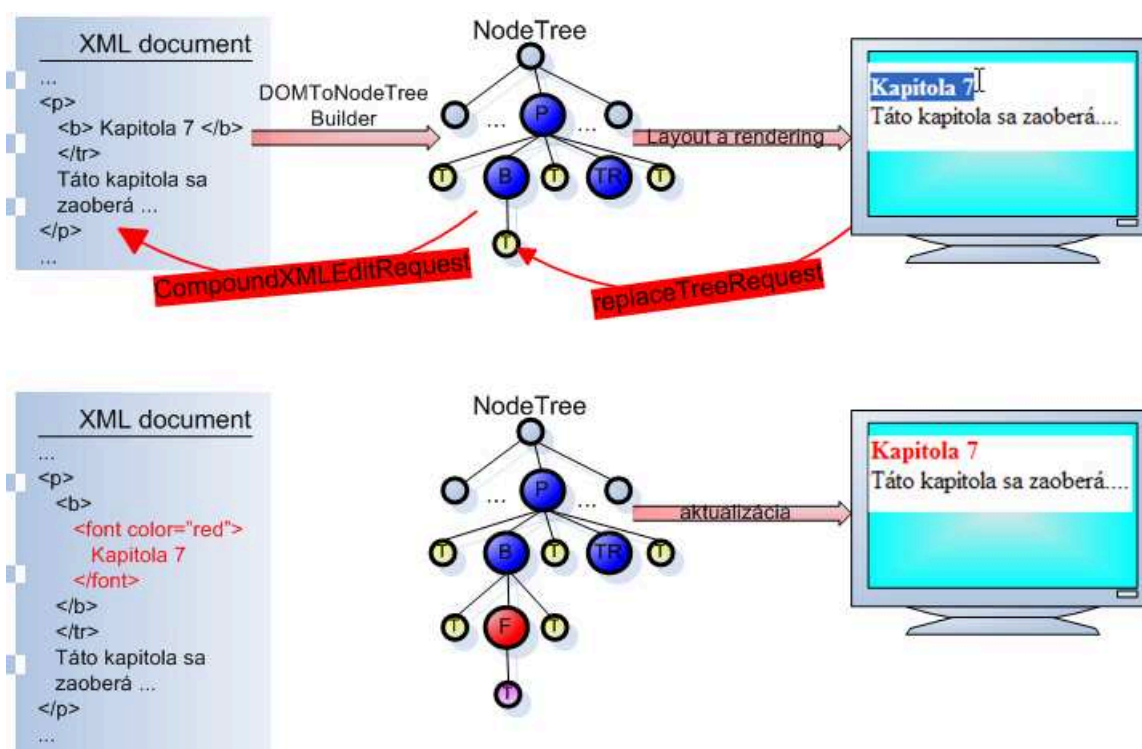 XML document
...
<p>
<b> Kapitola 7 </b>
</tr>
Táto kapitola sa
zaoberá ...
</p>
...
DOMToNodeTree
Builder
NodeTree
... P ...
T B T TR T
T
Layout a rendering
Kapitola 7
Táto kapitola sa zaoberá....
CompoundXMLEditRequest
replaceTreeRequest
XML document
...
<p>
<b>
<font color="red">
Kapitola 7
</font>
</b>
</tr>
Táto kapitola sa
zaoberá ...
</p>
...
NodeTree
... P ...
T B T TR T
T F T
T
aktualizácia
Kapitola 7
Táto kapitola sa zaoberá....